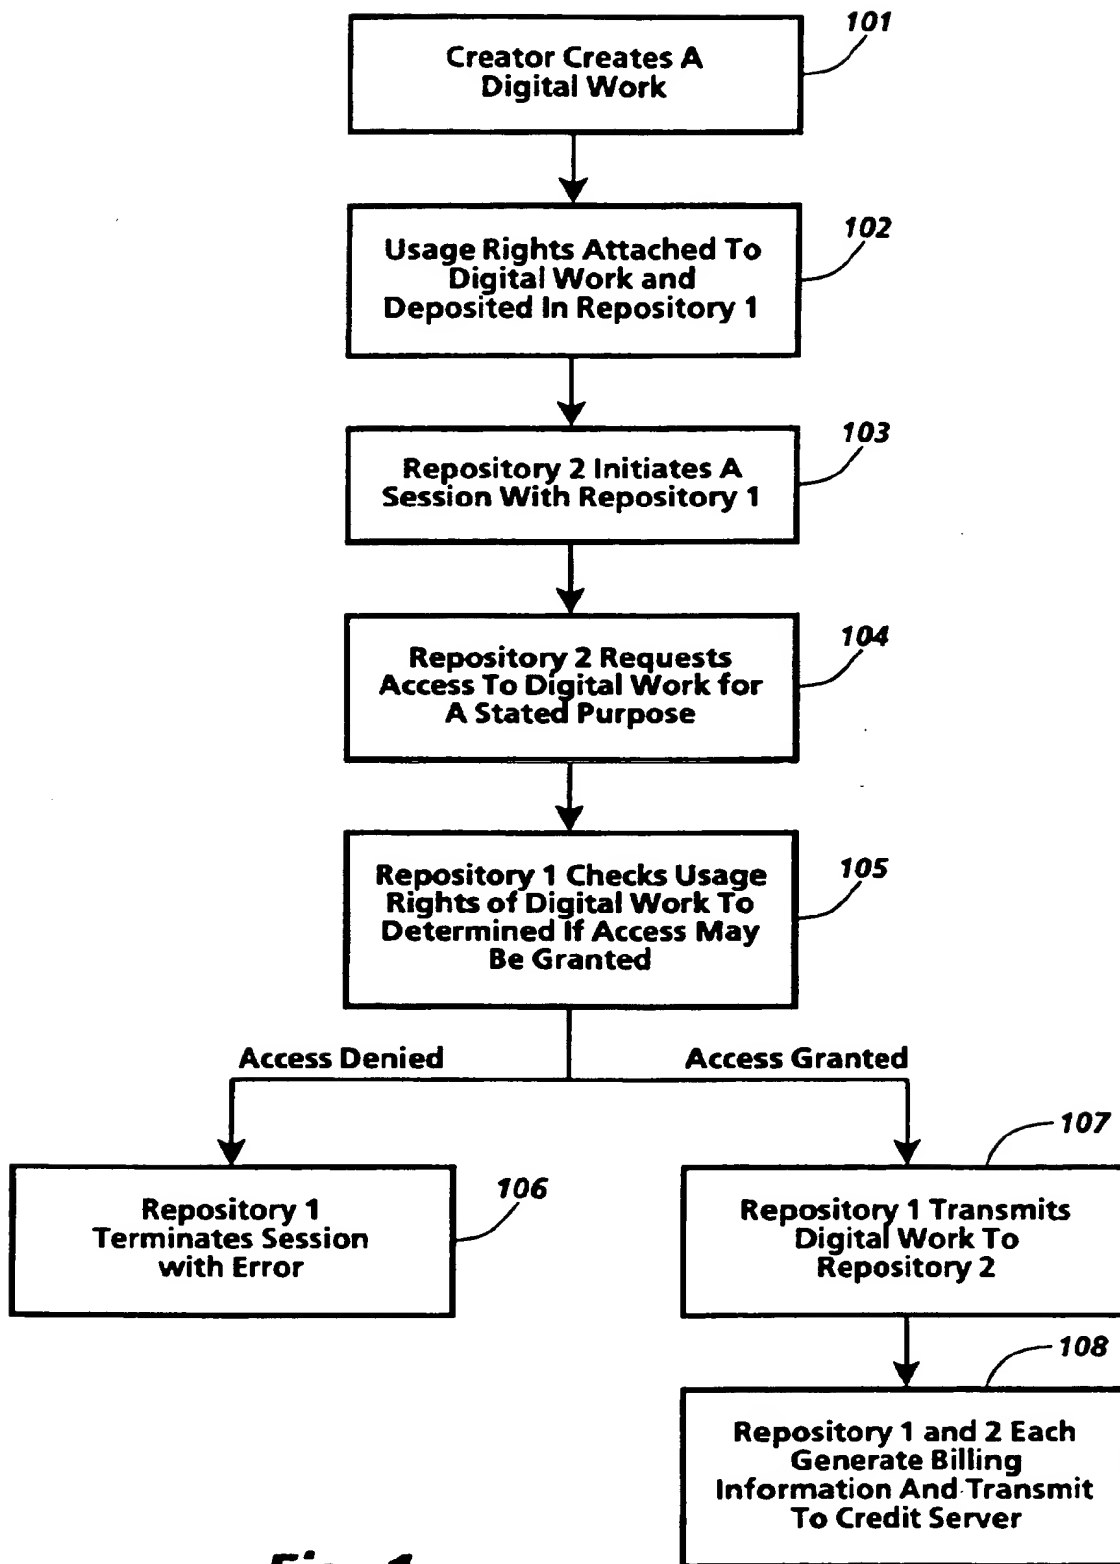 101
Creator Creates A
Digital Work
102
Usage Rights Attached To
Digital Work and
Deposited In Repository 1
103
Repository 2 Initiates A
Session With Repository 1
104
Repository 2 Requests
Access To Digital Work for
A Stated Purpose
105
Repository 1 Checks Usage
Rights of Digital Work To
Determined If Access May
Be Granted
Access Denied
Access Granted
106
Repository 1
Terminates Session
with Error
107
Repository 1 Transmits
Digital Work To
Repository 2
108
Repository 1 and 2 Each
Generate Billing
Information And Transmit
To Credit Server
Fig. 1